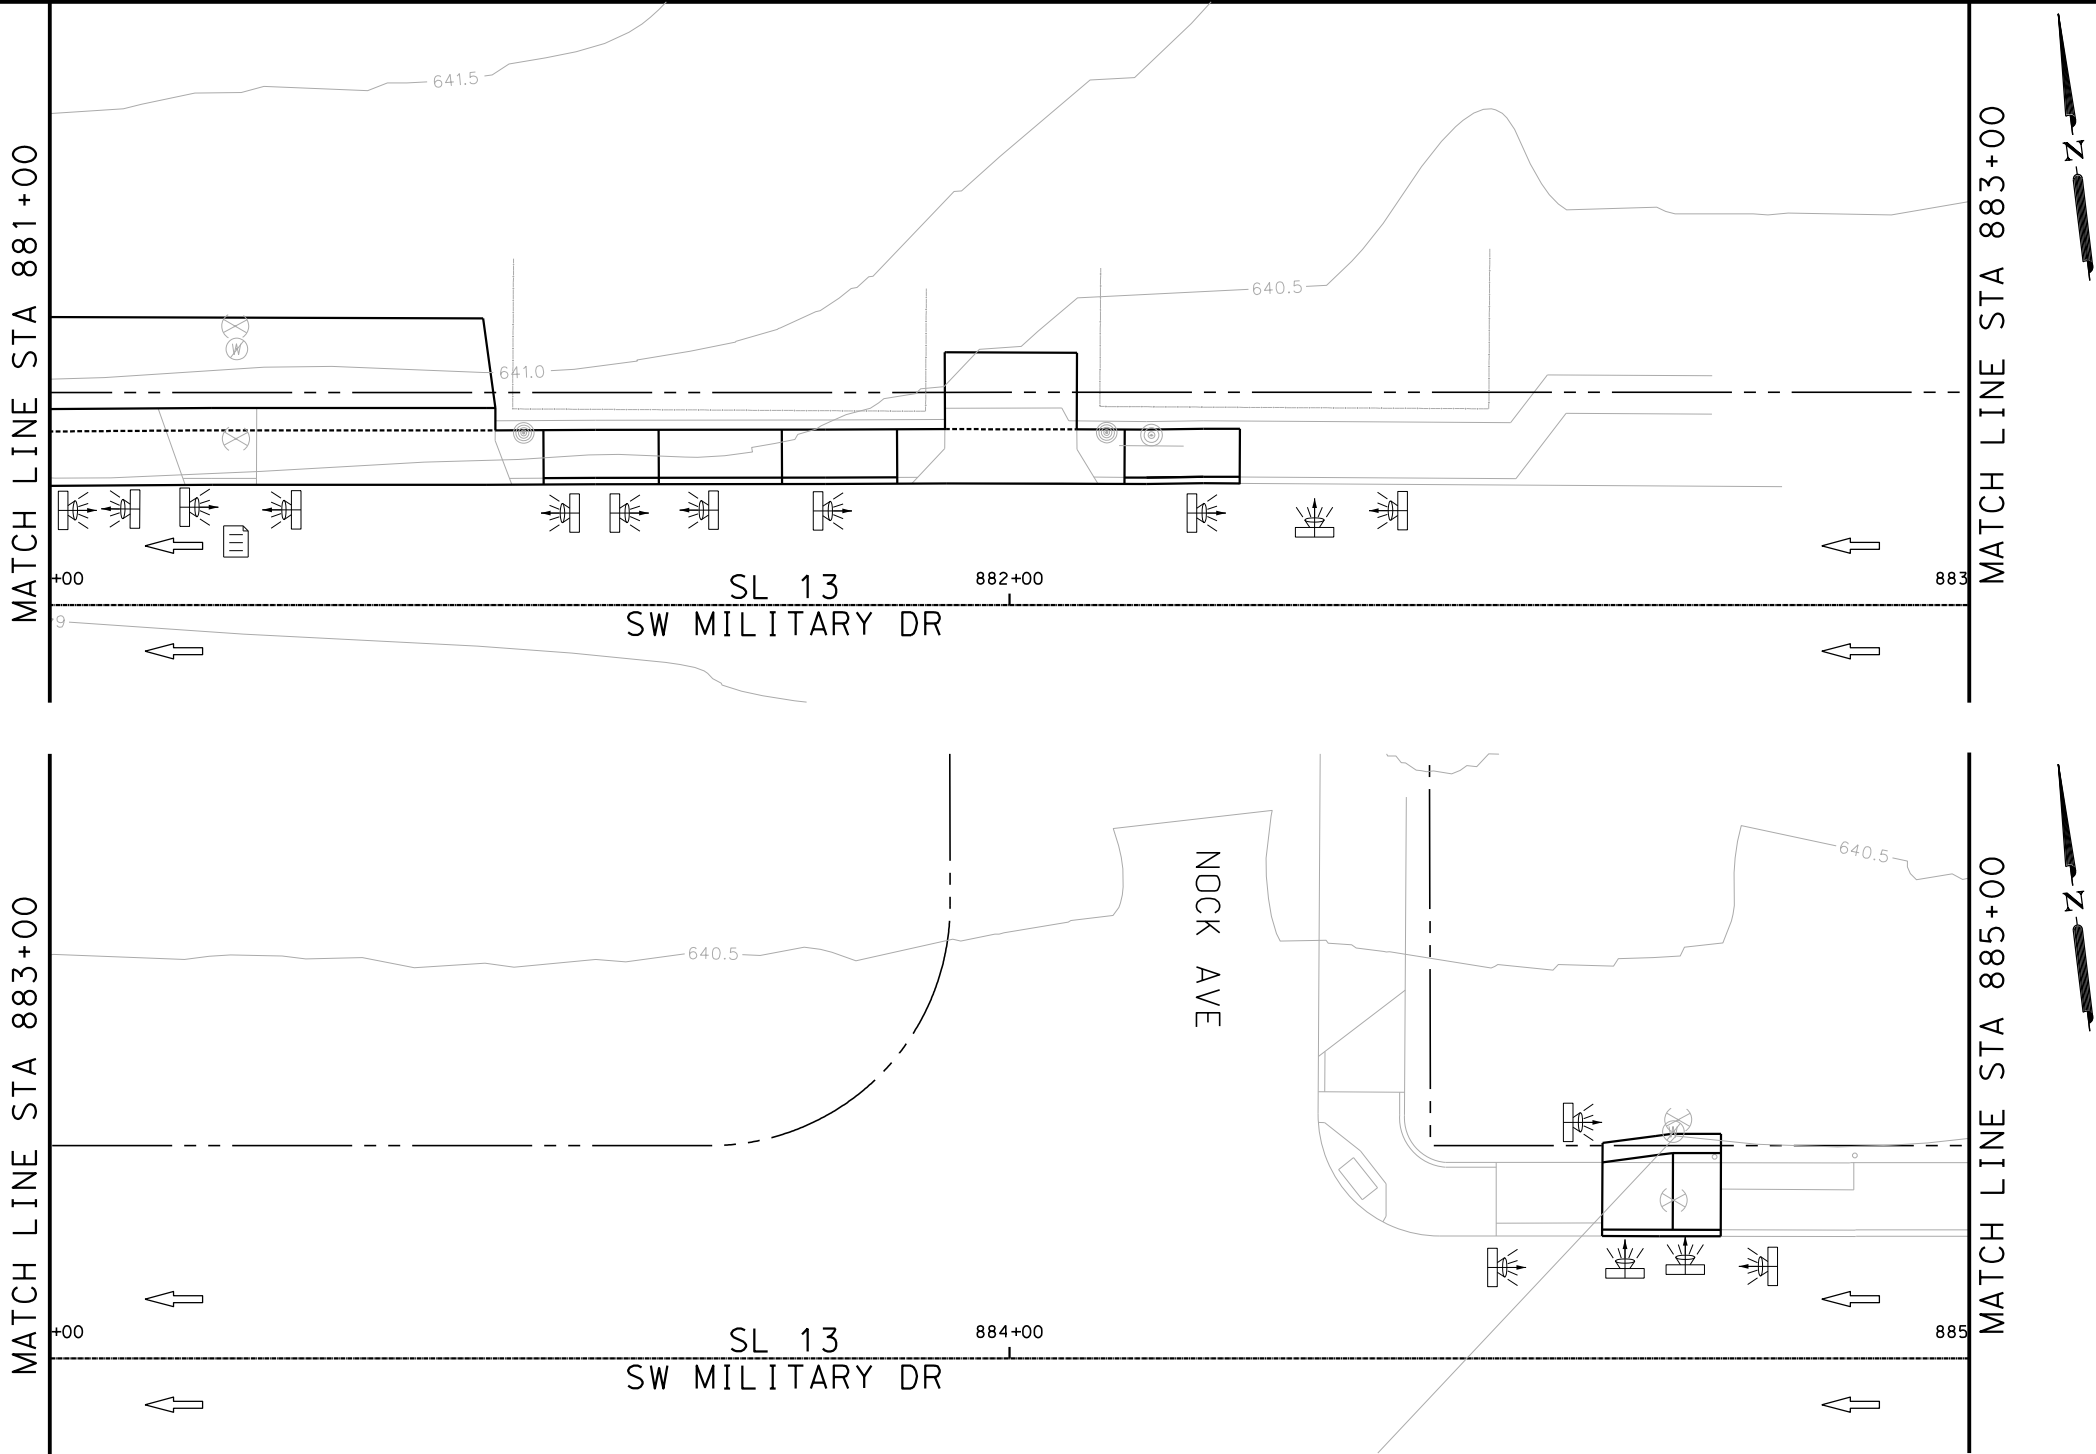 MATCH LINE STA 881+00
641.5
641.0
640.5
W
+00
SL 13
882+00
883
SW MILITARY DR
9
MATCH LINE STA 883+00
N
MATCH LINE STA 883+00
640.5
NOCK AVE
640.5
W
+00
SL 13
884+00
885
SW MILITARY DR
MATCH LINE STA 885+00
N